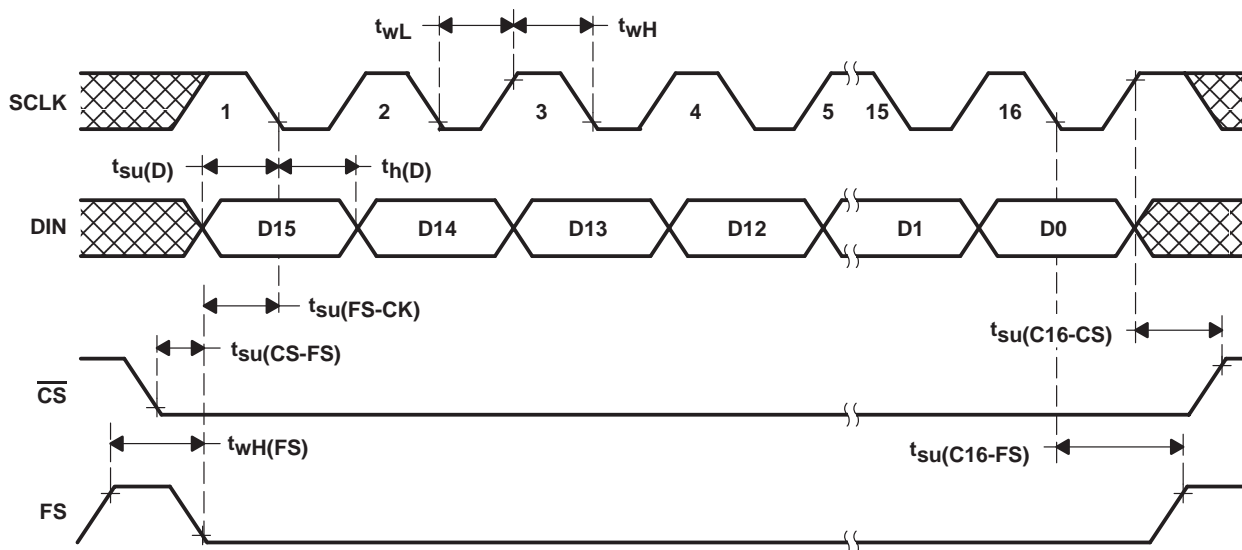 twL
twH
SCLK
1
2
3
4
5
15
16
tsu(D)
th(D)
DIN
D15
D14
D13
D12
D1
D0
tsu(FS-CK)
tsu(C16-CS)
tsu(CS-FS)
CS
twH(FS)
tsu(C16-FS)
FS